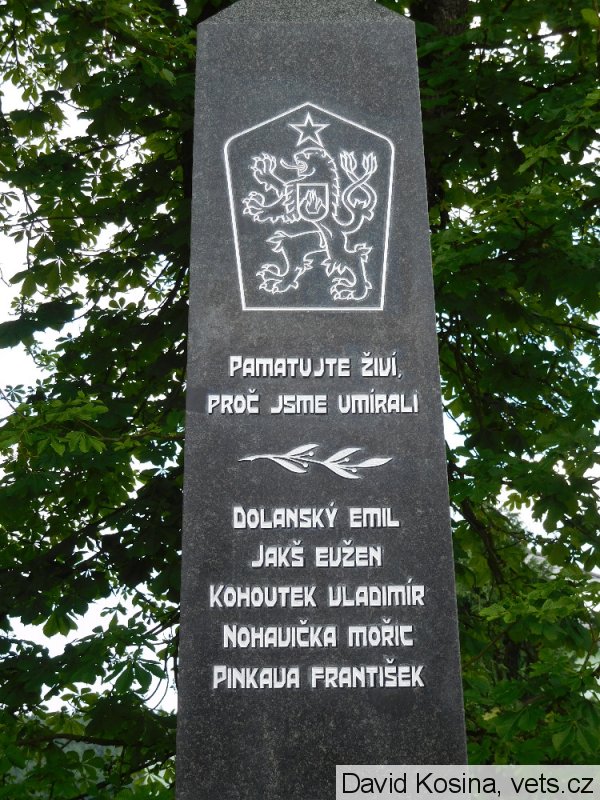 Pamatujte živí,
proč jsme umírali
Dolanský Emil
Jakš Evžen
Kohoutek Vladimír
Nohavička Mořic
Pinkava František
David Kosina, vets.cz